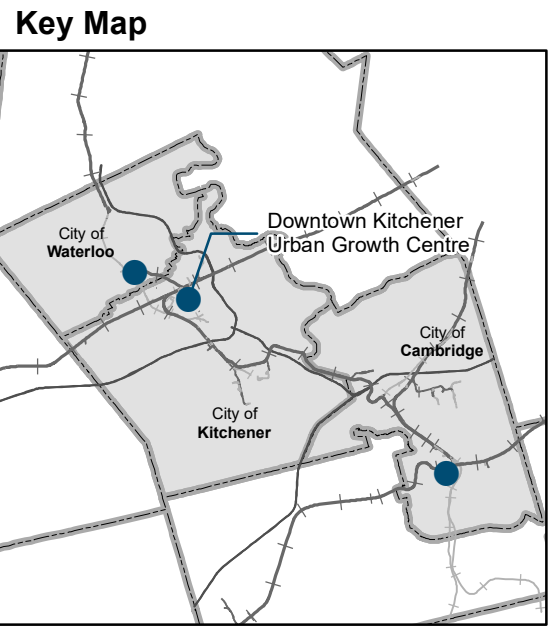 Key Map
Downtown Kitchener
Urban Growth Centre
City of
Waterloo
City of
Cambridge
City of
Kitchener